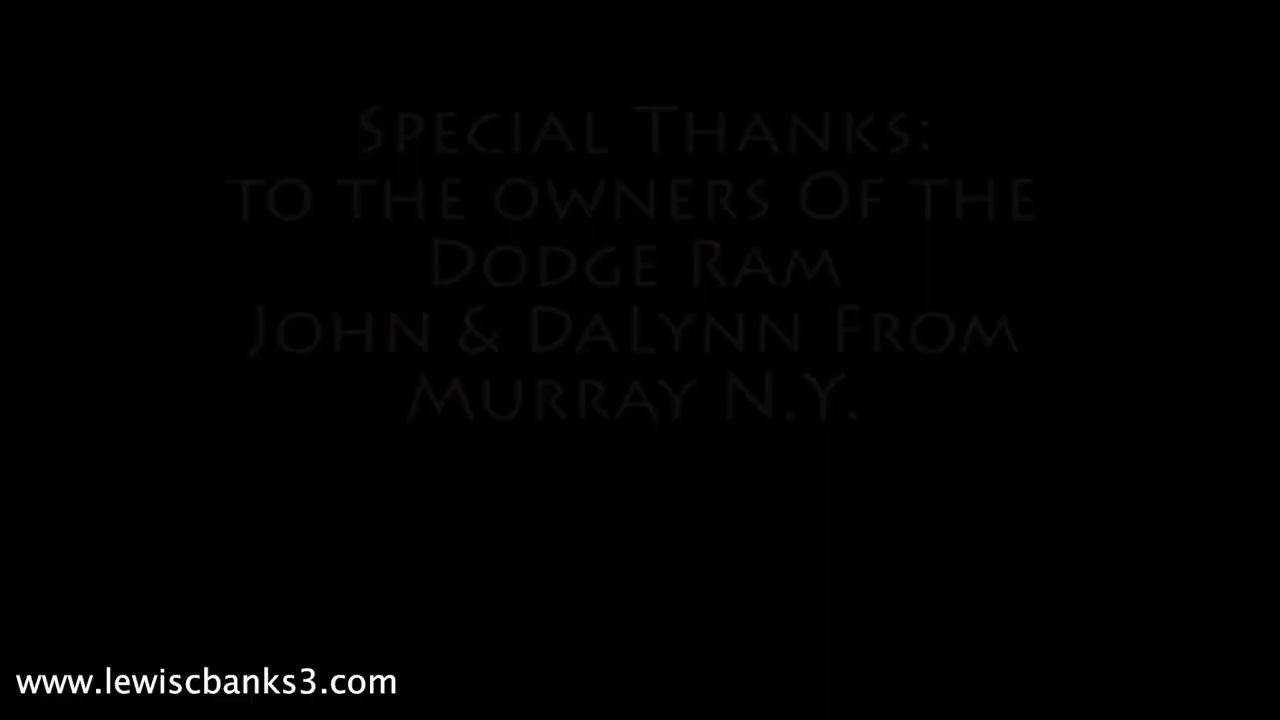 Special Thanks:
to the owners Of the
Dodge Ram
John & DaLynn From
Murray N.Y.
www.lewiscbanks3.com